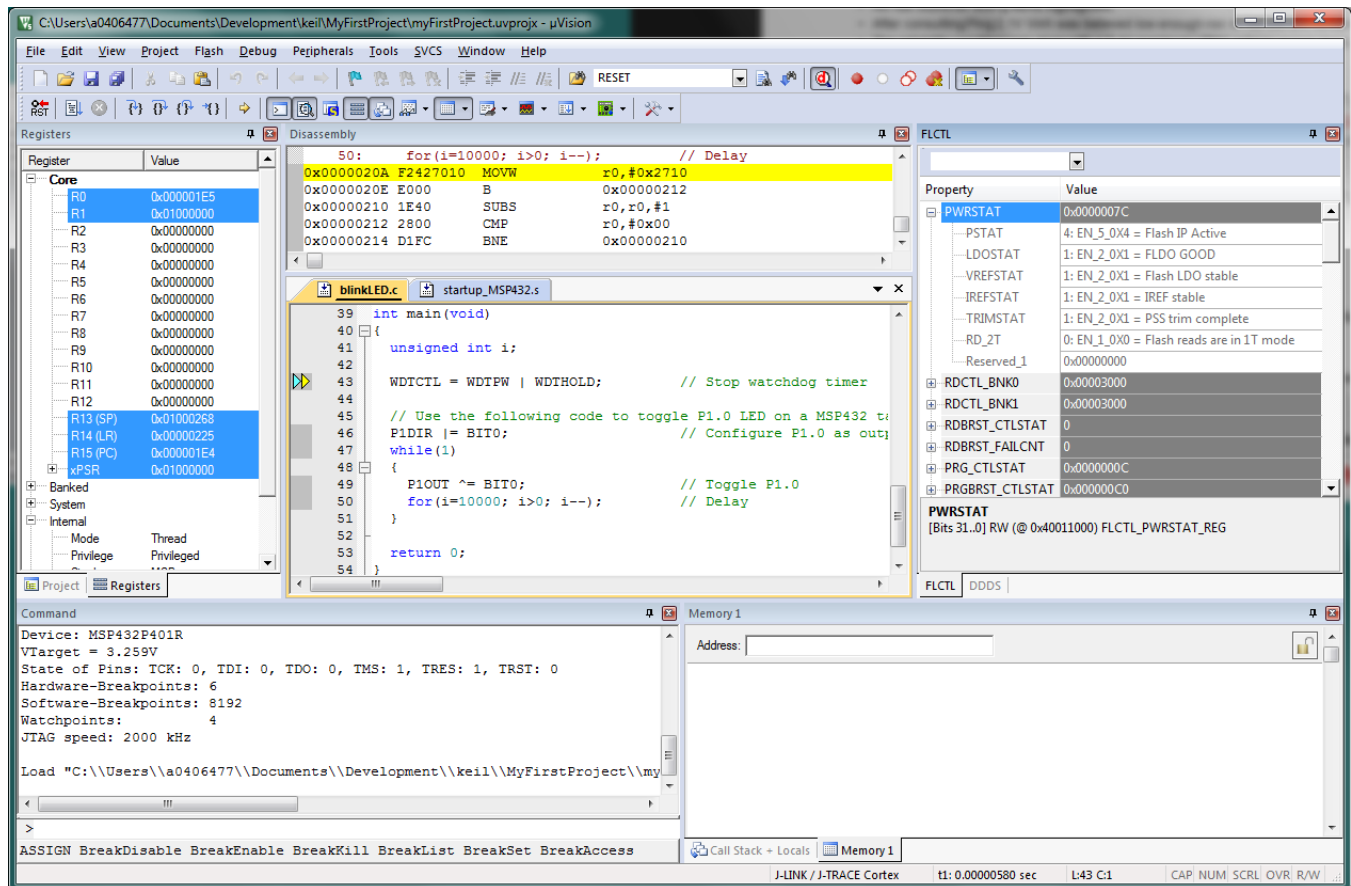 C:\Users\a0406477\Documents\Development\keil\MyFirstProject\myFirstProject.uvprojx - µVision
File Edit View Project Flash Debug Peripherals Tools SVCS Window Help
RESET
RST
Registers
Register Value
Core
R0 0x000001E5
R1 0x01000000
R2 0x00000000
R3 0x00000000
R4 0x00000000
R5 0x00000000
R6 0x00000000
R7 0x00000000
R8 0x00000000
R9 0x00000000
R10 0x00000000
R11 0x00000000
R12 0x00000000
R13 (SP) 0x01000268
R14 (LR) 0x00000225
R15 (PC) 0x000001E4
xPSR 0x01000000
Banked
System
Internal
Mode Thread
Privilege Privileged
Project Registers
Disassembly
50: for(i=10000; i>0; i--); // Delay
0x0000020A F2427010 MOVW r0,#0x2710
0x0000020E E000 B 0x00000212
0x00000210 1E40 SUBS r0,r0,#1
0x00000212 2800 CMP r0,#0x00
0x00000214 D1FC BNE 0x00000210
blinkLED.c startup_MSP432.s
39 int main(void)
40 {
41 unsigned int i;
42
43 WDTCTL = WDTPW | WDTHOLD; // Stop watchdog timer
44
45 // Use the following code to toggle P1.0 LED on a MSP432 ta
46 P1DIR |= BIT0; // Configure P1.0 as outp
47 while(1)
48 {
49 P1OUT ^= BIT0; // Toggle P1.0
50 for(i=10000; i>0; i--); // Delay
51 }
52
53 return 0;
54 }
FLCTL
Property Value
PWRSTAT 0x0000007C
PSTAT 4: EN_5_0X4 = Flash IP Active
LDOSTAT 1: EN_2_0X1 = FLDO GOOD
VREFSTAT 1: EN_2_0X1 = Flash LDO stable
IREFSTAT 1: EN_2_0X1 = IREF stable
TRIMSTAT 1: EN_2_0X1 = PSS trim complete
RD_2T 0: EN_1_0X0 = Flash reads are in 1T mode
Reserved_1 0x00000000
RDCTL_BNK0 0x00003000
RDCTL_BNK1 0x00003000
RDBRST_CTLSTAT 0
RDBRST_FAILCNT 0
PRG_CTLSTAT 0x0000000C
PRGBRST_CTLSTAT 0x000000C0
PWRSTAT
[Bits 31..0] RW (@ 0x40011000) FLCTL_PWRSTAT_REG
FLCTL DDDS
Command
Device: MSP432P401R
VTarget = 3.259V
State of Pins: TCK: 0, TDI: 0, TDO: 0, TMS: 1, TRES: 1, TRST: 0
Hardware-Breakpoints: 6
Software-Breakpoints: 8192
Watchpoints: 4
JTAG speed: 2000 kHz
Load "C:\\Users\\a0406477\\Documents\\Development\\keil\\MyFirstProject\\my
>
ASSIGN BreakDisable BreakEnable BreakKill BreakList BreakSet BreakAccess
Memory 1
Address:
Call Stack + Locals Memory 1
J-LINK / J-TRACE Cortex t1: 0.00000580 sec L:43 C:1 CAP NUM SCRL OVR R/W